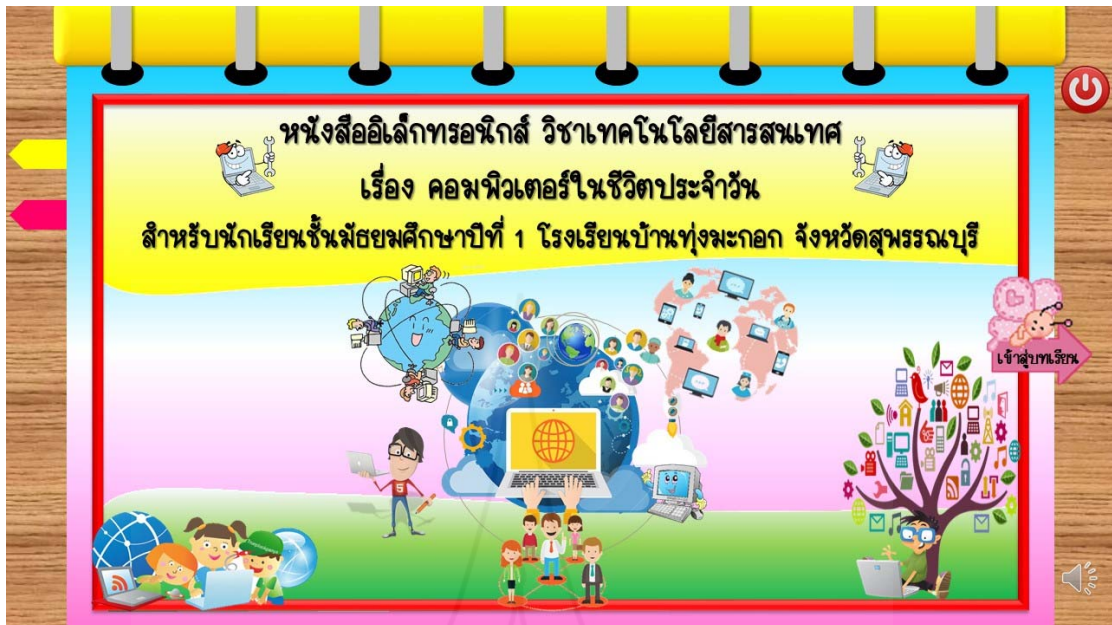 หนังสืออิเล็กทรอนิกส์ วิชาเทคโนโลยีสารสนเทศ
เรื่อง คอมพิวเตอร์ในชีวิตประจำวัน
สำหรับนักเรียนชั้นมัธยมศึกษาปีที่ 1 โรงเรียนบ้านทุ่งมะกอก จังหวัดสุพรรณบุรี
เข้าสู่บทเรียน